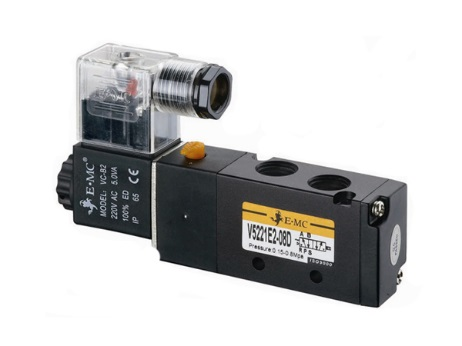 E·MC®
MODEL: VC-B2
220V AC 5.0VA
100% ED
IP 65
E·MC
V5221E2-08D
A B
R P S
Pressure:0.15-0.8Mpa